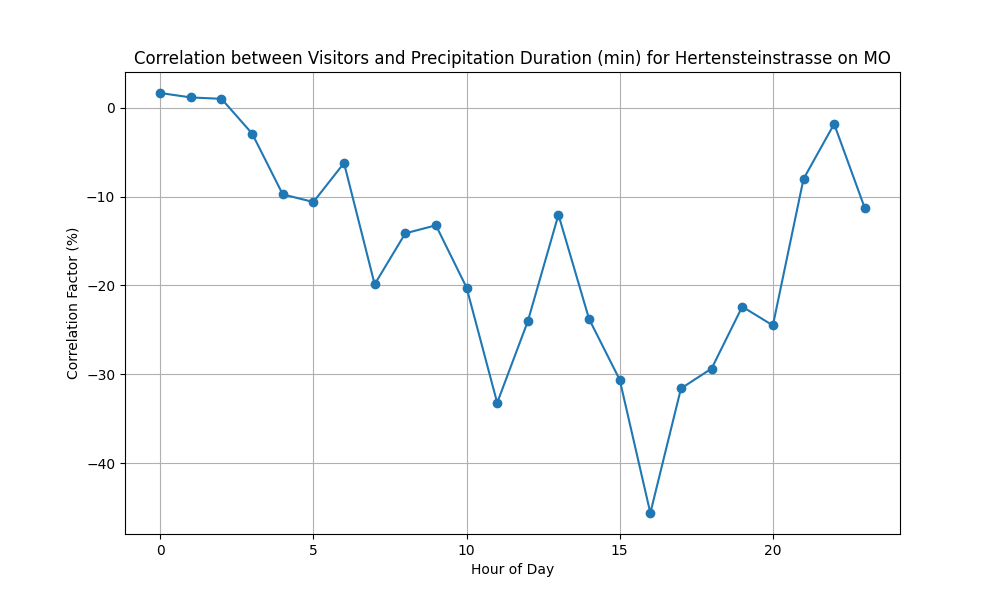 Correlation between Visitors and Precipitation Duration (min) for Hertensteinstrasse on MO
Correlation Factor (%)
0
−10
−20
−30
−40
0 5 10 15 20
Hour of Day